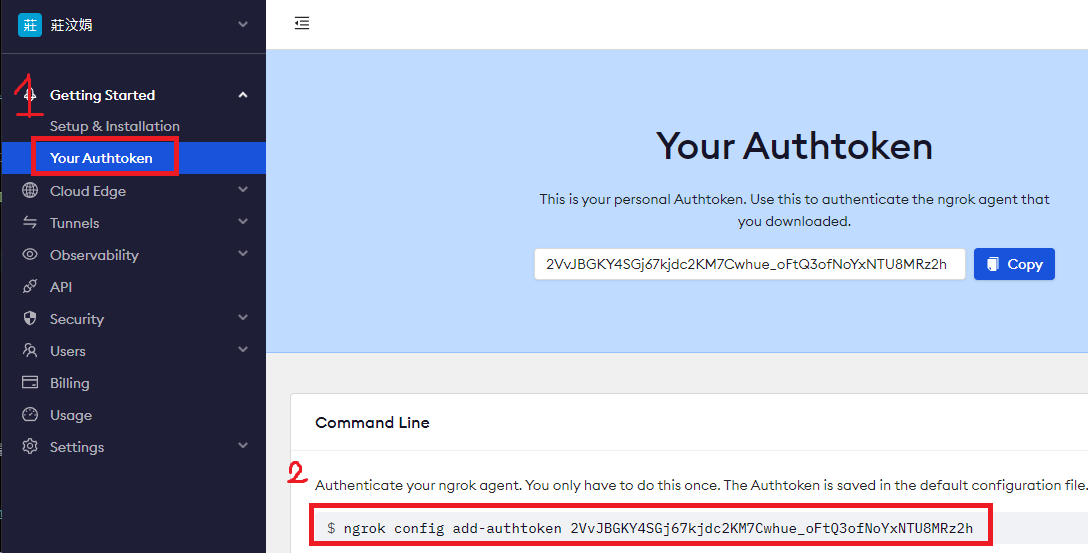 莊 莊汶娟
1
Getting Started
Setup & Installation
Your Authtoken
Cloud Edge
Tunnels
Observability
API
Security
Users
Billing
Usage
Settings
Your Authtoken
This is your personal Authtoken. Use this to authenticate the ngrok agent that
you downloaded.
2VvJBGKY4SGj67kjdc2KM7Cwhue_oFtQ3ofNoYxNTU8MRz2h Copy
Command Line
2
Authenticate your ngrok agent. You only have to do this once. The Authtoken is saved in the default configuration file.
$ ngrok config add-authtoken 2VvJBGKY4SGj67kjdc2KM7Cwhue_oFtQ3ofNoYxNTU8MRz2h